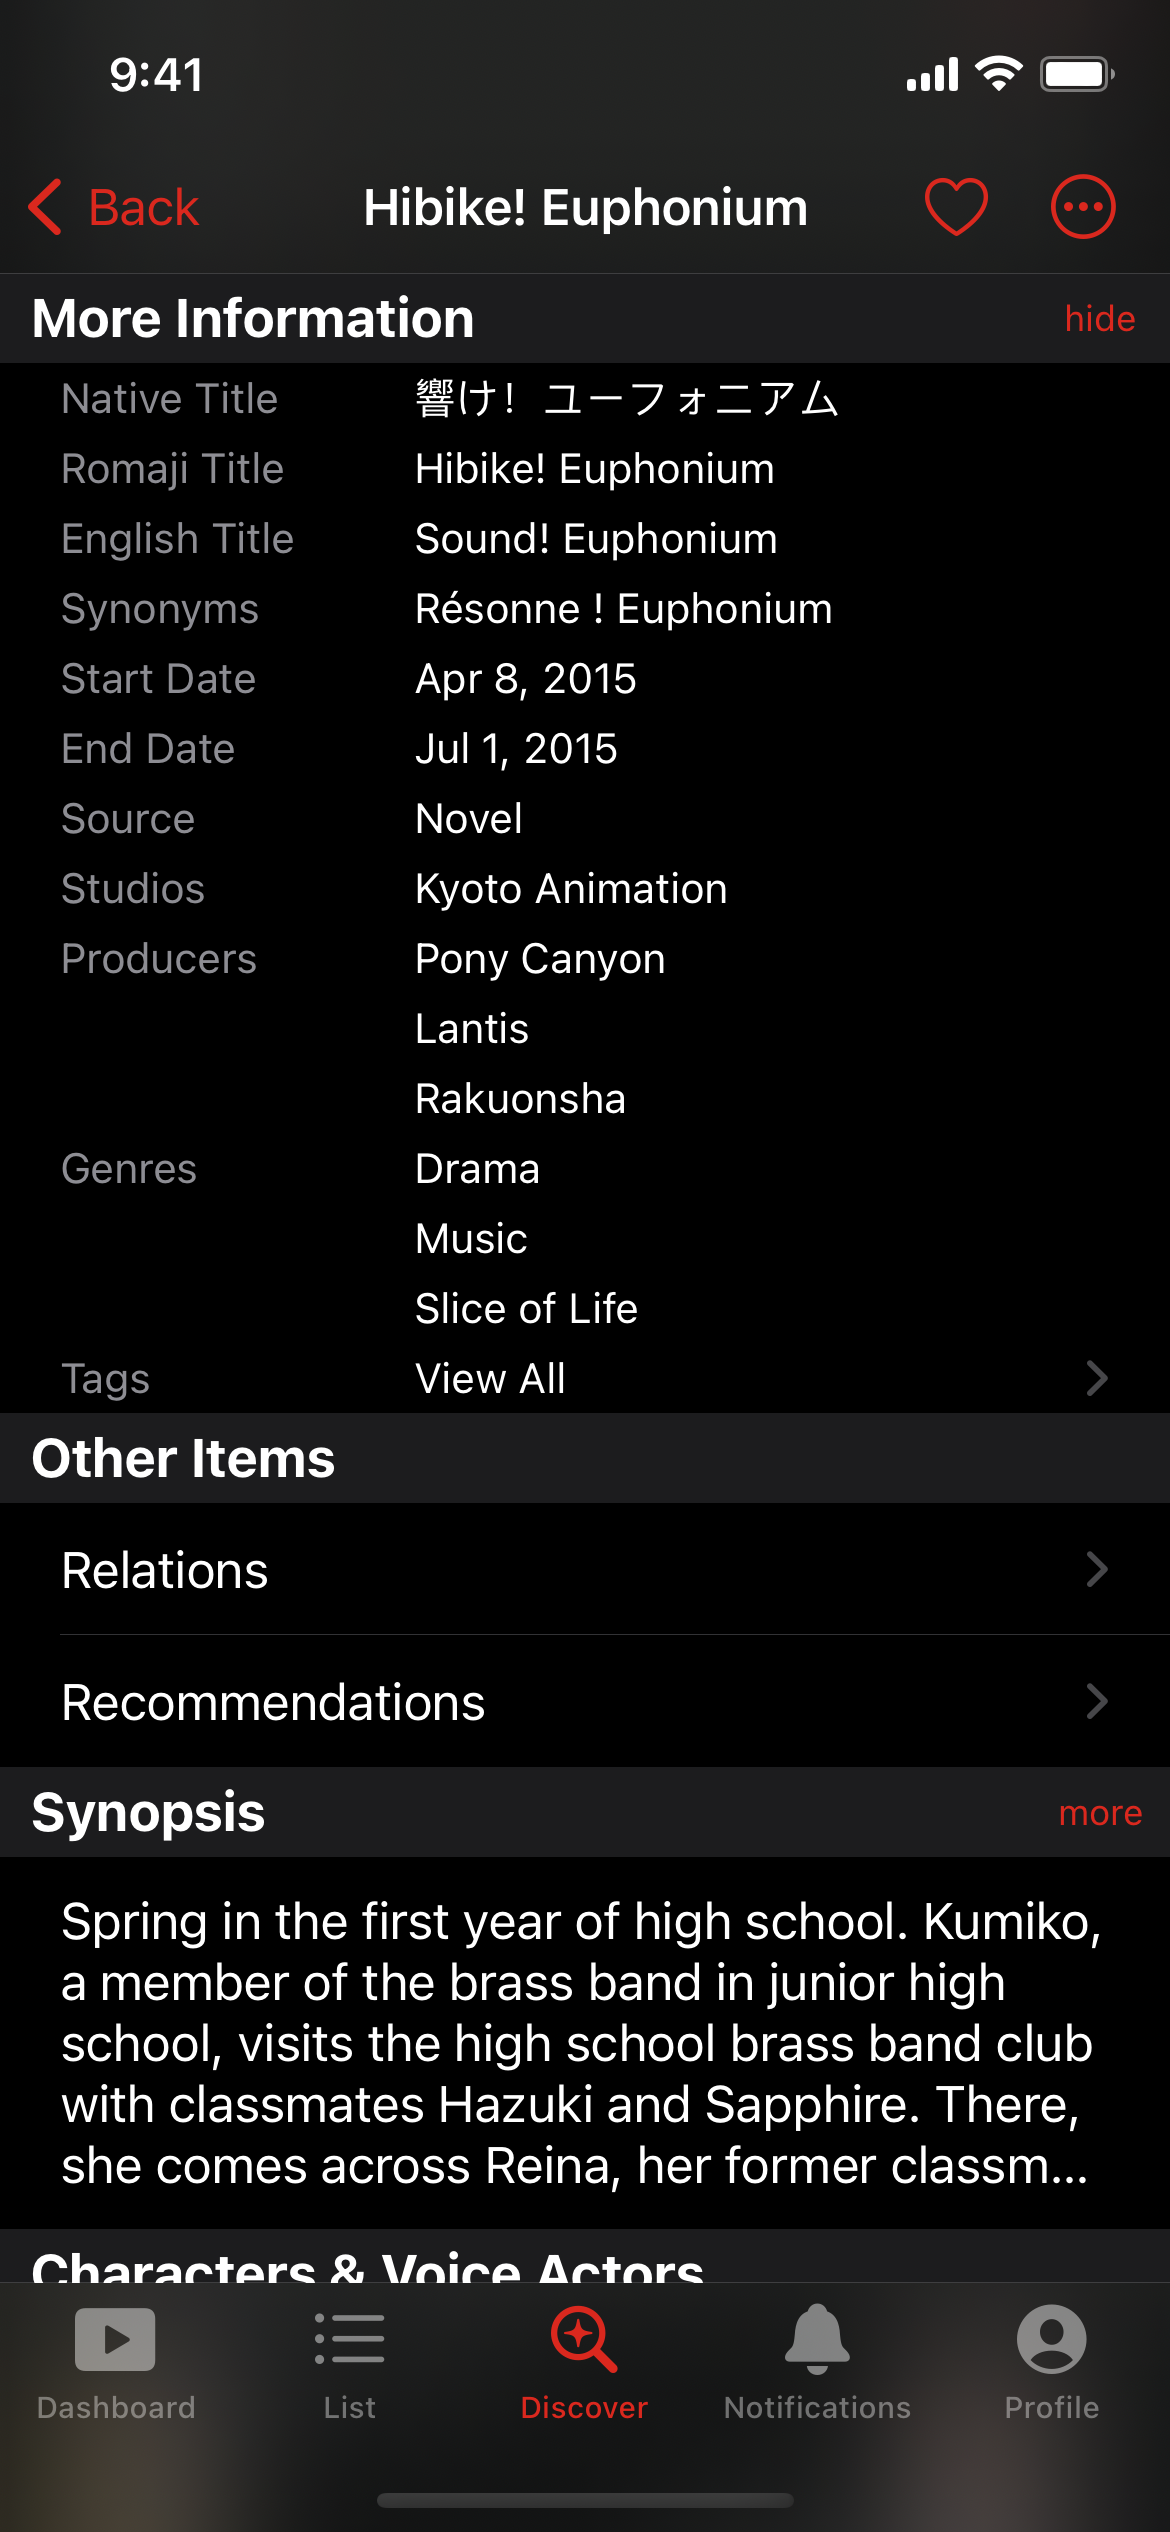 9:41
Back
Hibike! Euphonium
More Information
hide
Native Title 響け！ユーフォニアム
Romaji Title Hibike! Euphonium
English Title Sound! Euphonium
Synonyms Résonne ! Euphonium
Start Date Apr 8, 2015
End Date Jul 1, 2015
Source Novel
Studios Kyoto Animation
Producers Pony Canyon
Lantis
Rakuonsha
Genres Drama
Music
Slice of Life
Tags View All
Other Items
Relations
Recommendations
Synopsis
more
Spring in the first year of high school. Kumiko,
a member of the brass band in junior high
school, visits the high school brass band club
with classmates Hazuki and Sapphire. There,
she comes across Reina, her former classm...
Characters & Voice Actors
Dashboard
List
Discover
Notifications
Profile